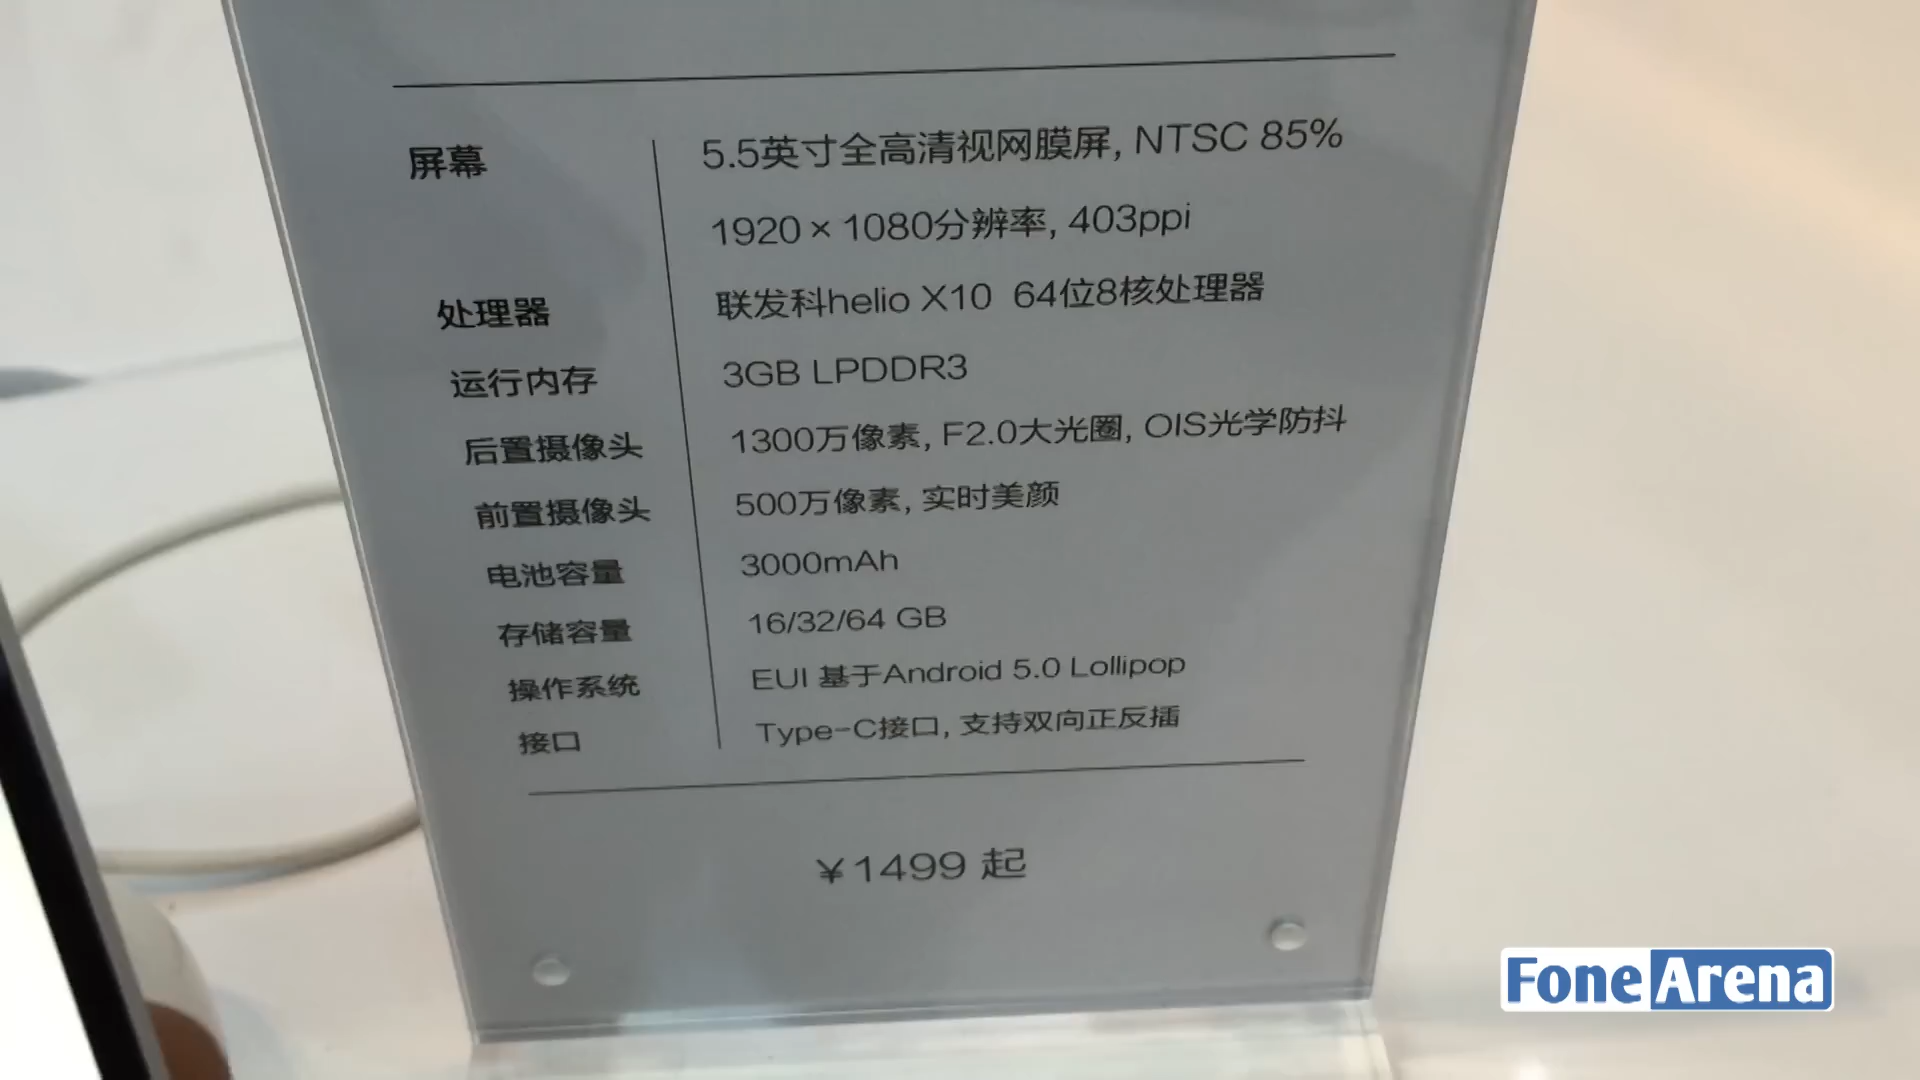 屏幕 5.5英寸全高清视网膜屏, NTSC 85%
1920 × 1080分辨率, 403ppi
处理器 联发科helio X10 64位8核处理器
运行内存 3GB LPDDR3
后置摄像头 1300万像素, F2.0大光圈, OIS光学防抖
前置摄像头 500万像素, 实时美颜
电池容量 3000mAh
存储容量 16/32/64 GB
操作系统 EUI 基于Android 5.0 Lollipop
接口 Type-C接口, 支持双向正反插
¥1499 起
FoneArena